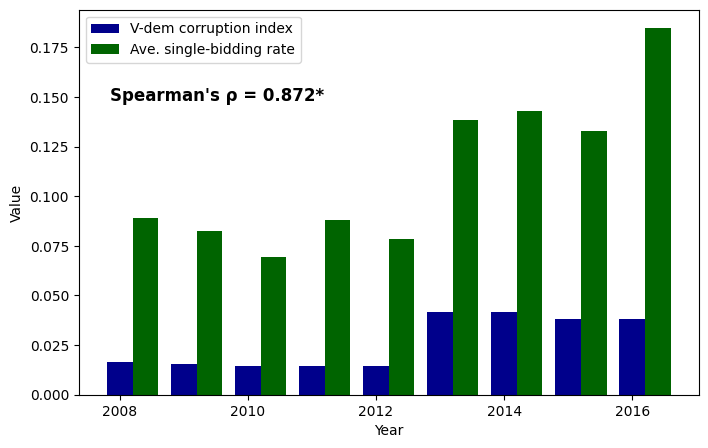 V-dem corruption index
Ave. single-bidding rate
Spearman's ρ = 0.872*
Value
0.175
0.150
0.125
0.100
0.075
0.050
0.025
0.000
2008 2010 2012 2014 2016
Year